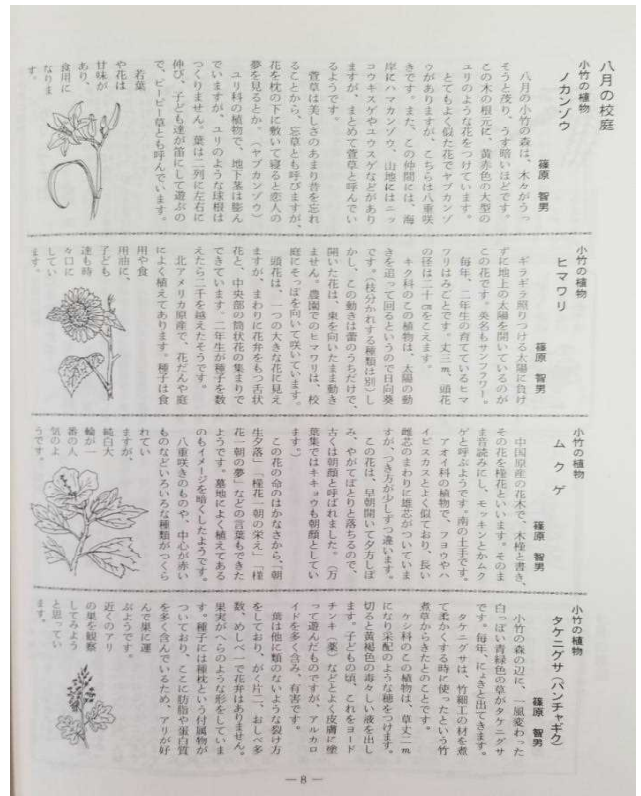 八月の校庭
小竹の植物
ノカンゾウ
篠原 智男
八月の小竹の森は、木々がうっ
そうと茂り、うす暗いほどです。
この木の根元に、黄赤色の大型の
ユリのような花をつけています。
とてもよく似た花でヤブカンゾ
ウがありますが、こちらは八重咲
きです。また、この仲間には、海
岸にハマカンゾウ、山地にはニッ
コウキスゲやユウスゲなどがあり
ますが、まとめて萱草と呼んでい
るようです。
萱草は美しさのあまり昔を忘れ
ることから、忘草とも呼びますが、
花を枕の下に敷いて寝ると恋人の
夢を見るとか。(ヤブカンゾウ)
ユリ科の植物で、地下茎は膨ん
でいますが、ユリのような球根は
つくりません。葉は二列に左右に
伸び、子ども達が笛にして遊ぶの
で、ピーピー草とも呼んでいます。
若葉
や花は
甘味が
あり、
食用に
なりま
す。
小竹の植物
ヒマワリ
篠原 智男
ギラギラ照りつける太陽に負け
ずに地上の太陽を開いているのが
この花です。英名もサンフラワー。
毎年、二年生の育てているヒマ
ワリはみごとです。丈三m、頭花
の径は二十㎝をこえます。
キク科のこの植物は、太陽の動
きを追って回るというので日向葵
です。(枝分かれする種類は別)し
かし、この動きは蕾のうちだけで、
開いた花は、東を向いたまま動き
ません。農園でのヒマワリは、校
庭にそっぽを向いて咲いています。
頭花は、一つの大きな花に見え
ますが、まわりに花弁をもつ舌状
花と、中央部の筒状花の集まりで
できています。二年生が種子を数
えたら二千を越えたそうです。
北アメリカ原産で、花だんや庭
によく植えてあります。種子は食
用や食
用油に、
子ども
達も時
々口に
してい
ます。
小竹の植物
ムクゲ
篠原 智男
中国原産の花木で、木槿と書き、
その花を槿花といいます。そのま
ま音読みにし、モッキンとかムク
ゲと呼ぶようです。南の土手です。
アオイ科の植物で、フヨウやハ
イビスカスとよく似ており、長い
雌芯のまわりに雄芯がついていま
すが、つき方が少しずつ違います。
この花は、早朝開いて夕方しぼ
み、やがてぽとりと落ちるので、
古くは朝顔と呼ばれました。(万
葉集ではキキョウも朝顔としてい
ます。)
この花の命のはかなさから、「朝
生夕落」「槿花一朝の栄え」「槿
花一朝の夢」などの言葉もできた
ようです。墓地によく植えてある
のもイメージを暗くしたようです。
八重咲きのものや、中心が赤い
ものなどいろいろな種類がつくら
れてい
ますが、
純白大
輪が一
番の人
気のよ
うです。
小竹の植物
タケニグサ(パンチャギク)
篠原 智男
小竹の森の辺に、一風変わった
白っぽい青緑色の草がタケニグサ
です。毎年、にょきと出てきます。
タケニグサは、竹細工の材を煮
て柔かくする時に使ったという竹
煮草からきたとのことです。
ケシ科のこの植物は、草丈二m
になり采配のような穂をつけます。
切ると黄褐色の毒々しい液を出し
ます。子どもの頃、これをヨード
チンキ(薬)などとよく皮膚に塗
って遊んだものですが、アルカロ
イドを多く含み、有害です。
葉は他に類のないような裂け方
をしており、がく片二、おしべ多
数、めしべ一で花弁はありません。
果実がへらのような形をしていま
す。種子には種枕という付属物が
ついており、ここに肪脂や蛋白質
を多く含んでいるため、アリが好
んで巣に運
ぶようです。
近くのアリ
の巣を観察
してみよう
と思ってい
ます。
— 8 —